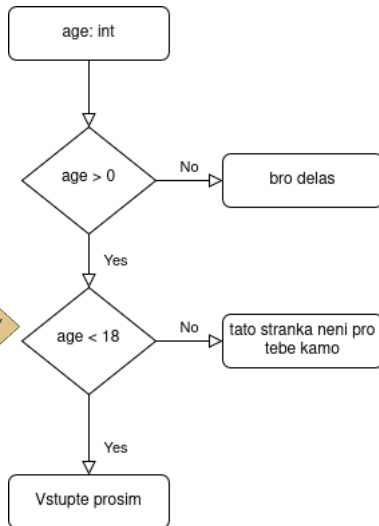 age: int
age > 0
No
bro delas
Yes
age < 18
No
tato stranka neni pro
tebe kamo
Yes
Vstupte prosim